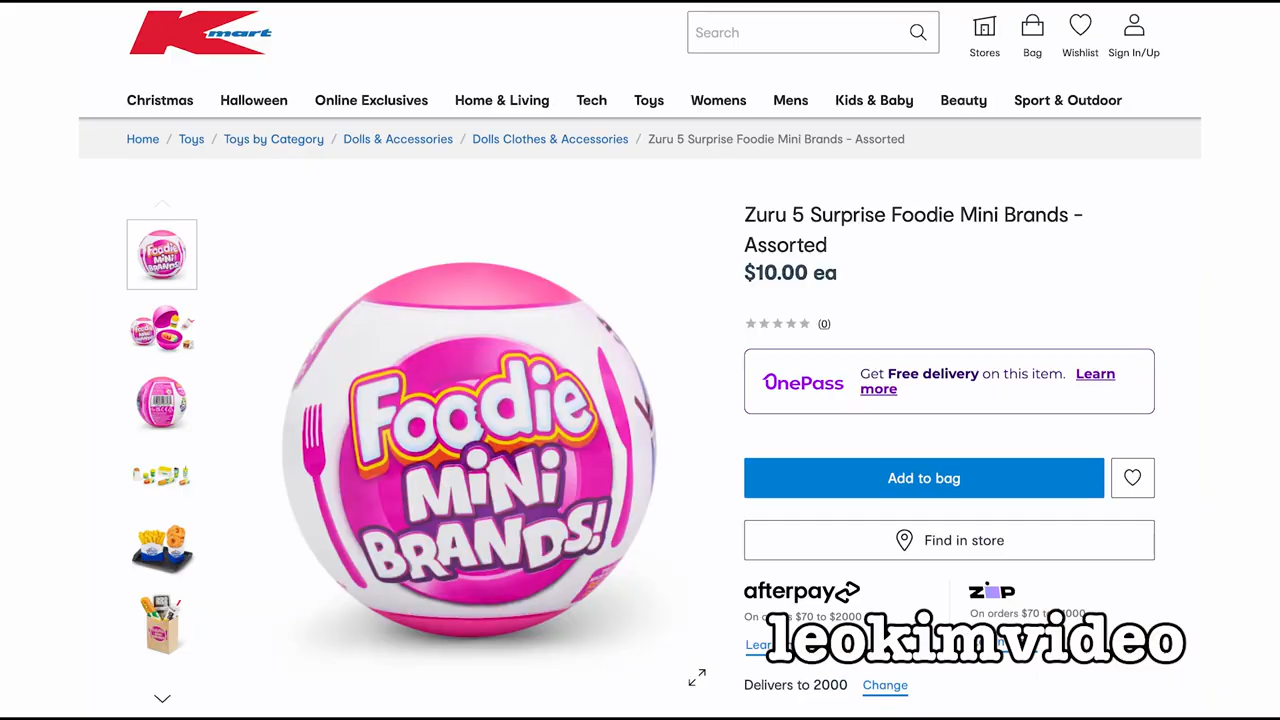 Kmart
Search
Stores
Bag
Wishlist
Sign In/Up
Christmas
Halloween
Online Exclusives
Home & Living
Tech
Toys
Womens
Mens
Kids & Baby
Beauty
Sport & Outdoor
Home / Toys / Toys by Category / Dolls & Accessories / Dolls Clothes & Accessories / Zuru 5 Surprise Foodie Mini Brands - Assorted
Foodie
MiNi
BRANDS!
Foodie
MiNi
BRANDS!
Zuru 5 Surprise Foodie Mini Brands -
Assorted
$10.00 ea
(0)
OnePass
Get Free delivery on this item. Learn
more
Add to bag
Find in store
afterpay
zip
On orders $70 to $2000
On orders $70 to $1000
leokimvideo
Delivers to 2000
Change